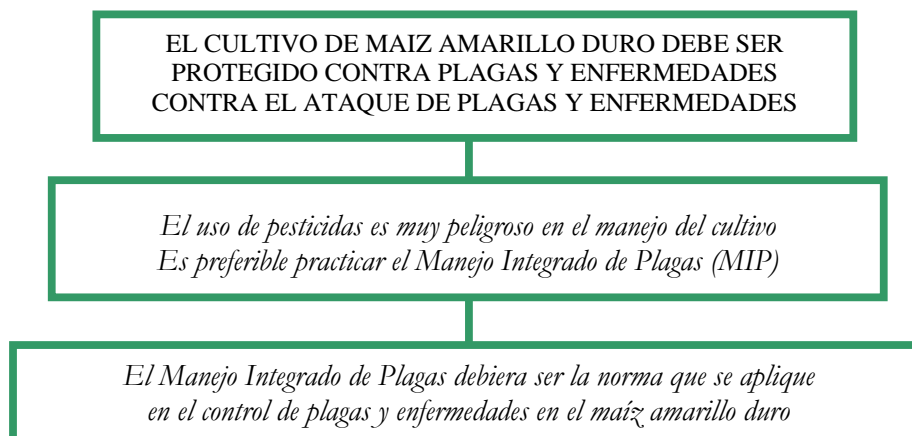 EL CULTIVO DE MAIZ AMARILLO DURO DEBE SER
PROTEGIDO CONTRA PLAGAS Y ENFERMEDADES
CONTRA EL ATAQUE DE PLAGAS Y ENFERMEDADES
El uso de pesticidas es muy peligroso en el manejo del cultivo
Es preferible practicar el Manejo Integrado de Plagas (MIP)
El Manejo Integrado de Plagas debiera ser la norma que se aplique
en el control de plagas y enfermedades en el maíz amarillo duro